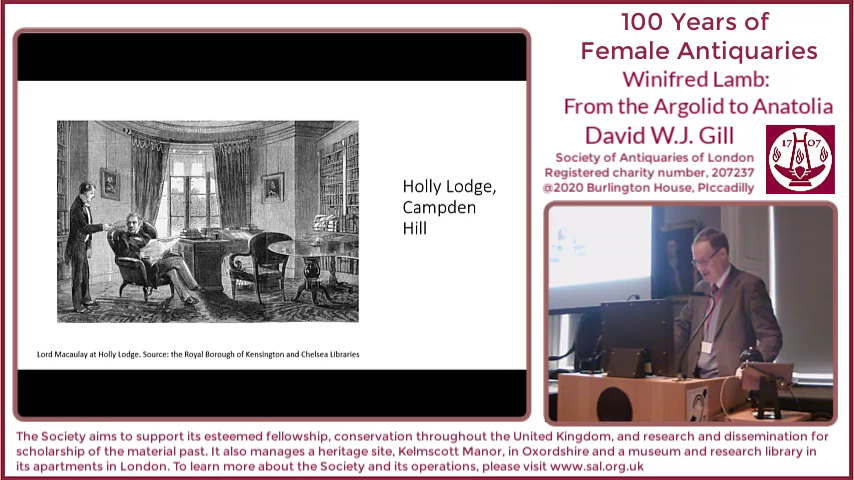 100 Years of
Female Antiquaries
Winifred Lamb:
From the Argolid to Anatolia
David W.J. Gill
Society of Antiquaries of London
Registered charity number, 207237
@2020 Burlington House, PIccadilly
17 07
Holly Lodge,
Campden
Hill
Lord Macaulay at Holly Lodge. Source: the Royal Borough of Kensington and Chelsea Libraries
The Society aims to support its esteemed fellowship, conservation throughout the United Kingdom, and research and dissemination for
scholarship of the material past. It also manages a heritage site, Kelmscott Manor, in Oxordshire and a museum and research library in
its apartments in London. To learn more about the Society and its operations, please visit www.sal.org.uk